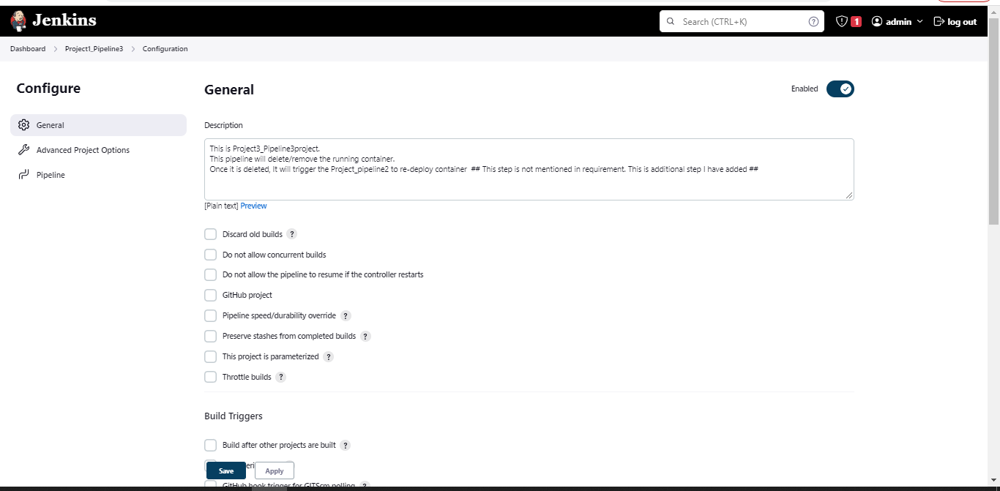 Jenkins
Search (CTRL+K)
?
1
admin
log out
Dashboard
Project1_Pipeline3
Configuration
Configure
General
Advanced Project Options
Pipeline
General
Enabled
Description
This is Project3_Pipeline3project.
This pipeline will delete/remove the running container.
Once it is deleted, It will trigger the Project_pipeline2 to re-deploy container ## This step is not mentioned in requirement. This is additional step I have added ##
[Plain text] Preview
Discard old builds ?
Do not allow concurrent builds
Do not allow the pipeline to resume if the controller restarts
GitHub project
Pipeline speed/durability override ?
Preserve stashes from completed builds ?
This project is parameterized ?
Throttle builds ?
Build Triggers
Build after other projects are built ?
Save
Apply
GitHub hook trigger for GITScm polling ?